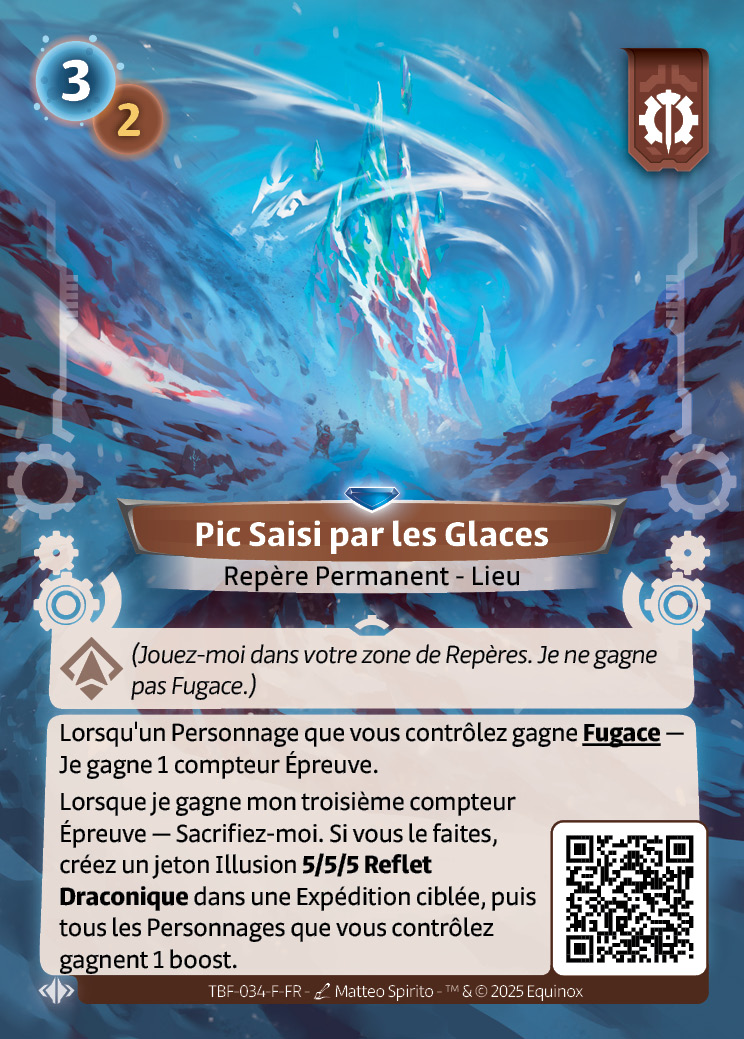 3
2
Pic Saisi par les Glaces
Repère Permanent - Lieu
(Jouez-moi dans votre zone de Repères. Je ne gagne
pas Fugace.)
Lorsqu'un Personnage que vous contrôlez gagne Fugace —
Je gagne 1 compteur Épreuve.
Lorsque je gagne mon troisième compteur
Épreuve — Sacrifiez-moi. Si vous le faites,
créez un jeton Illusion 5/5/5 Reflet
Draconique dans une Expédition ciblée, puis
tous les Personnages que vous contrôlez
gagnent 1 boost.
TBF-034-F-FR - Matteo Spirito - ™ & © 2025 Equinox